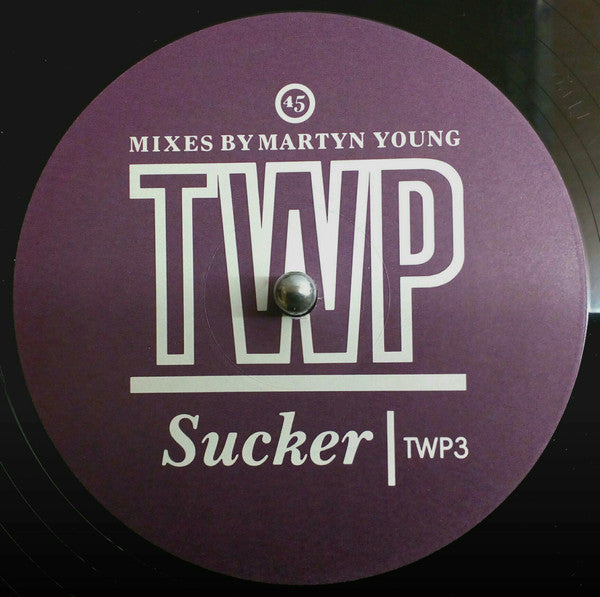 45
MIXES BY MARTYN YOUNG
TWP
Sucker | TWP3